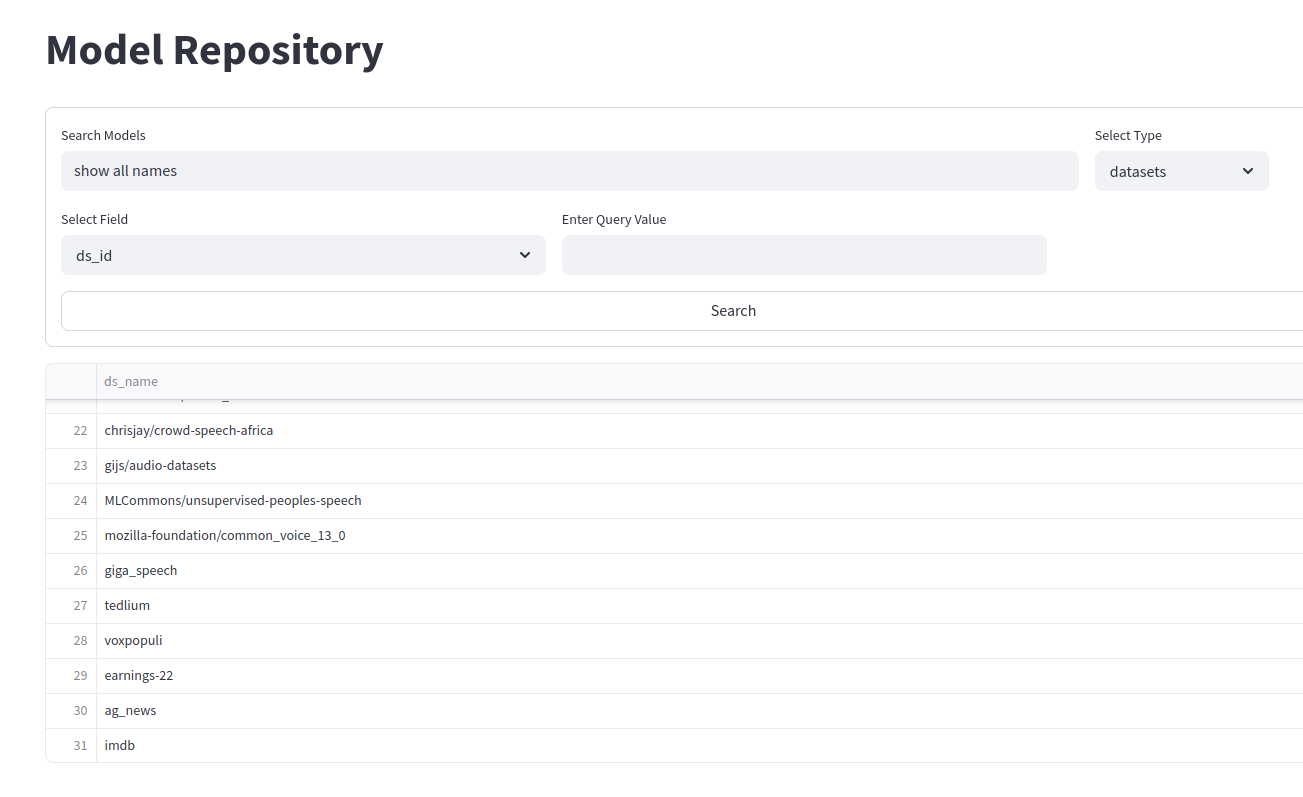 Model Repository
Search Models
Select Type
show all names
datasets
Select Field
Enter Query Value
ds_id
Search
ds_name
22 chrisjay/crowd-speech-africa
23 gijs/audio-datasets
24 MLCommons/unsupervised-peoples-speech
25 mozilla-foundation/common_voice_13_0
26 giga_speech
27 tedlium
28 voxpopuli
29 earnings-22
30 ag_news
31 imdb